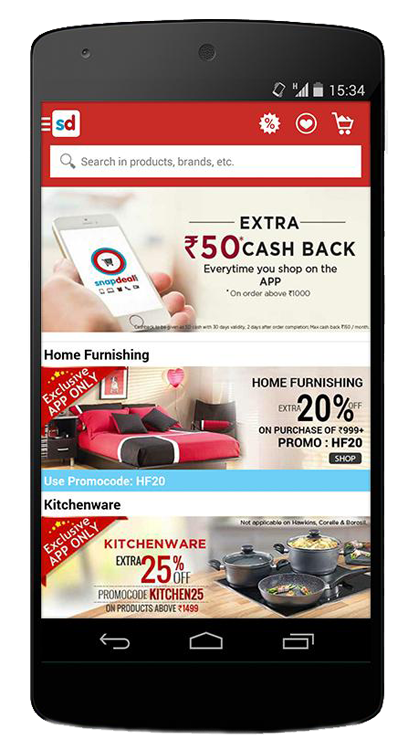 H 15:34
sd
%
Search in products, brands, etc.
EXTRA
₹50* CASH BACK
Everytime you shop on the
APP
*On order above ₹1000
snapdeal
Cashback to be given as SD cash with 30 days validity, 2 days after order completion, Max cash back ₹50 / month.
Home Furnishing
Exclusive
APP ONLY
HOME FURNISHING
EXTRA 20% OFF
ON PURCHASE OF ₹999+
PROMO : HF20
SHOP
Use Promocode: HF20
Kitchenware
Exclusive
APP ONLY
Not applicable on Hawkins, Corelle & Borosil
KITCHENWARE
EXTRA 25% OFF
PROMOCODE KITCHEN25
ON PRODUCTS ABOVE ₹1499